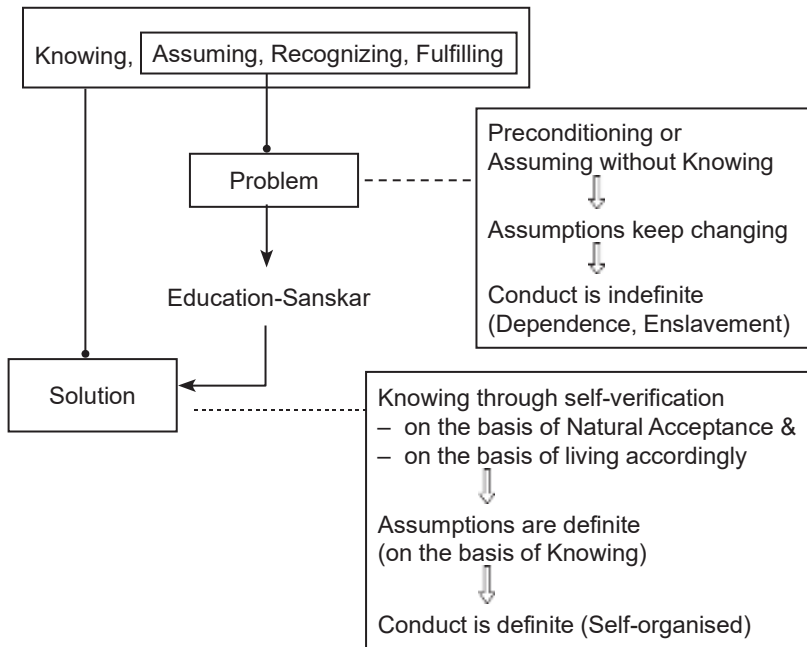 Knowing, Assuming, Recognizing, Fulfilling
Problem
Education-Sanskar
Solution
Preconditioning or
Assuming without Knowing
Assumptions keep changing
Conduct is indefinite
(Dependence, Enslavement)
Knowing through self-verification
– on the basis of Natural Acceptance &
– on the basis of living accordingly
Assumptions are definite
(on the basis of Knowing)
Conduct is definite (Self-organised)